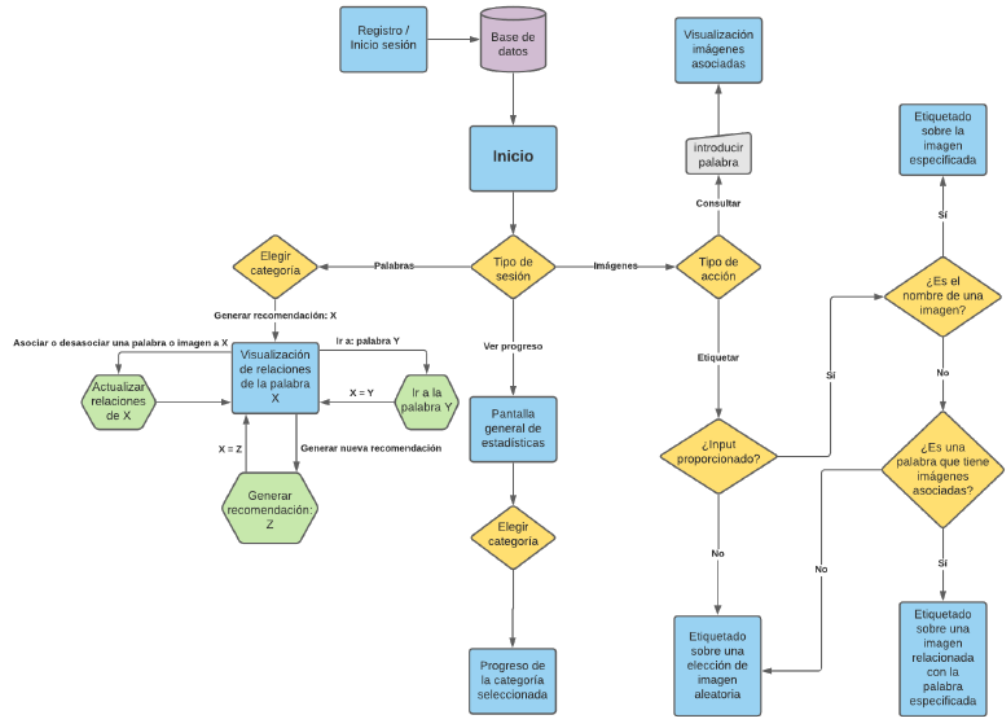 Registro /
Inicio sesión
Base de
datos
Visualización
imágenes
asociadas
Inicio
introducir
palabra
Etiquetado
sobre la
imagen
especificada
Consultar
Sí
Elegir
categoría
Palabras
Tipo de
sesión
Imágenes
Tipo de
acción
¿Es el
nombre de una
imagen?
Generar recomendación: X
Asociar o desasociar una palabra o imagen a X
Ir a: palabra Y
Visualización
de relaciones
de la palabra
X
Ver progreso
Etiquetar
Sí
No
Actualizar
relaciones
de X
X = Y
Ir a la
palabra Y
Pantalla
general de
estadísticas
¿Input
proporcionado?
¿Es una
palabra que tiene
imágenes
asociadas?
X = Z
Generar nueva recomendación
Generar
recomendación:
Z
Elegir
categoría
No
No
Sí
Progreso de
la categoría
seleccionada
Etiquetado
sobre una
elección de
imagen
aleatoria
Etiquetado
sobre una
imagen
relacionada
con la
palabra
especificada